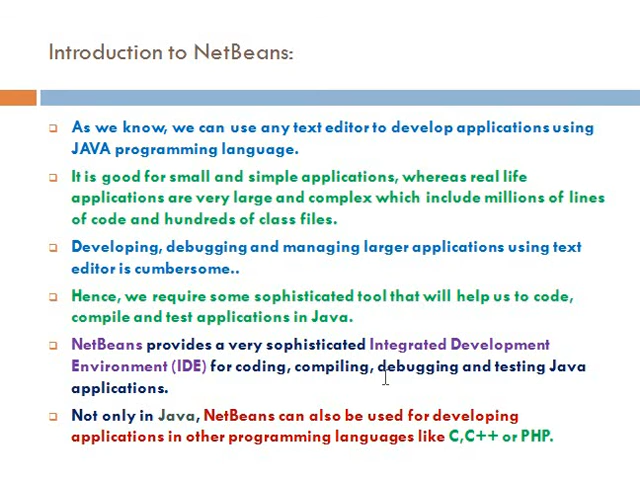 Introduction to NetBeans:
As we know, we can use any text editor to develop applications using
JAVA programming language.
It is good for small and simple applications, whereas real life
applications are very large and complex which include millions of lines
of code and hundreds of class files.
Developing, debugging and managing larger applications using text
editor is cumbersome..
Hence, we require some sophisticated tool that will help us to code,
compile and test applications in Java.
NetBeans provides a very sophisticated Integrated Development
Environment (IDE) for coding, compiling, debugging and testing Java
applications.
Not only in Java, NetBeans can also be used for developing
applications in other programming languages like C,C++ or PHP.